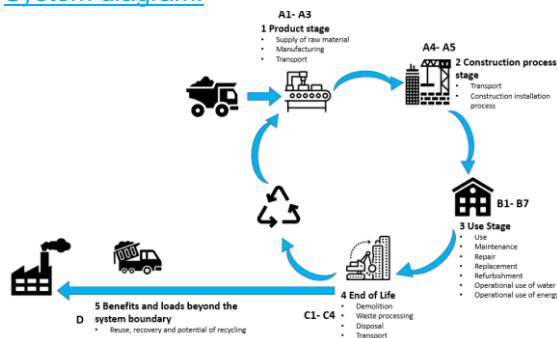 System diagram:
A1- A3
1 Product stage
• Supply of raw material
• Manufacturing
• Transport
A4- A5
2 Construction process
stage
• Transport
• Construction installation
process
B1- B7
3 Use Stage
• Use
• Maintenance
• Repair
• Replacement
• Refurbishment
• Operational use of water
• Operational use of energy
4 End of Life
C1- C4
• Demolition
• Waste processing
• Disposal
• Transport
5 Benefits and loads beyond the
system boundary
D
• Reuse, recovery and potential of recycling